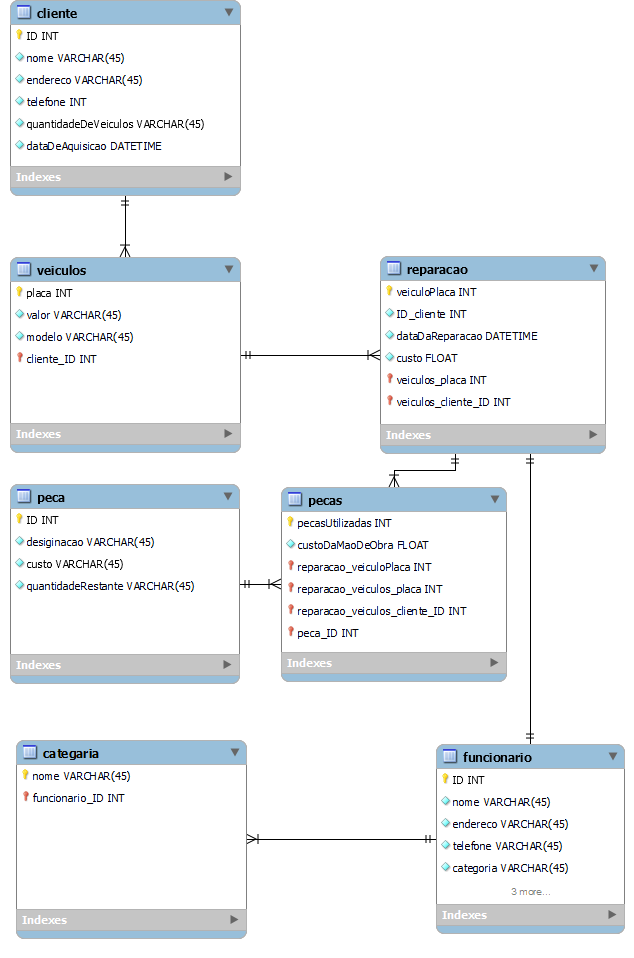 cliente
ID INT
nome VARCHAR(45)
endereco VARCHAR(45)
telefone INT
quantidadeDeVeiculos VARCHAR(45)
dataDeAquisicao DATETIME
Indexes
veiculos
placa INT
valor VARCHAR(45)
modelo VARCHAR(45)
cliente_ID INT
Indexes
reparacao
veiculoPlaca INT
ID_cliente INT
dataDaReparacao DATETIME
custo FLOAT
veiculos_placa INT
veiculos_cliente_ID INT
Indexes
peca
ID INT
desiginacao VARCHAR(45)
custo VARCHAR(45)
quantidadeRestante VARCHAR(45)
Indexes
pecas
pecasUtilizadas INT
custoDaMaoDeObra FLOAT
reparacao_veiculoPlaca INT
reparacao_veiculos_placa INT
reparacao_veiculos_cliente_ID INT
peca_ID INT
Indexes
categaria
nome VARCHAR(45)
funcionario_ID INT
Indexes
funcionario
ID INT
nome VARCHAR(45)
endereco VARCHAR(45)
telefone VARCHAR(45)
categoria VARCHAR(45)
3 more...
Indexes